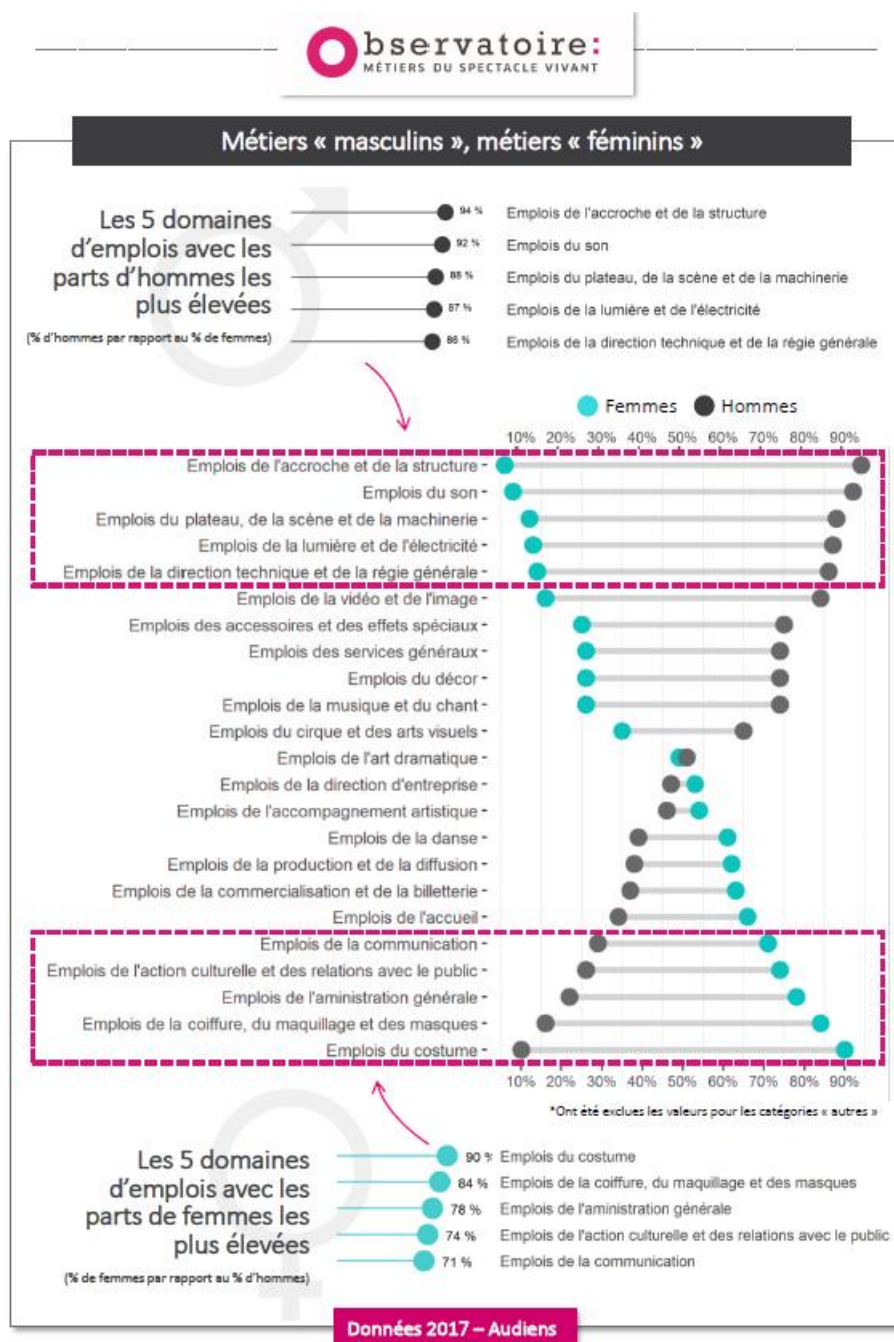 Observatoire:
MÉTIERS DU SPECTACLE VIVANT
Métiers « masculins », métiers « féminins »
Les 5 domaines
d'emplois avec les
parts d'hommes les
plus élevées
(% d'hommes par rapport au % de femmes)
94 % Emplois de l'accroche et de la structure
92 % Emplois du son
88 % Emplois du plateau, de la scène et de la machinerie
87 % Emplois de la lumière et de l'électricité
86 % Emplois de la direction technique et de la régie générale
Femmes Hommes
10% 20% 30% 40% 50% 60% 70% 80% 90%
Emplois de l'accroche et de la structure
Emplois du son
Emplois du plateau, de la scène et de la machinerie
Emplois de la lumière et de l'électricité
Emplois de la direction technique et de la régie générale
Emplois de la vidéo et de l'image
Emplois des accessoires et des effets spéciaux
Emplois des services généraux
Emplois du décor
Emplois de la musique et du chant
Emplois du cirque et des arts visuels
Emplois de l'art dramatique
Emplois de la direction d'entreprise
Emplois de l'accompagnement artistique
Emplois de la danse
Emplois de la production et de la diffusion
Emplois de la commercialisation et de la billetterie
Emplois de l'accueil
Emplois de la communication
Emplois de l'action culturelle et des relations avec le public
Emplois de l'aministration générale
Emplois de la coiffure, du maquillage et des masques
Emplois du costume
10% 20% 30% 40% 50% 60% 70% 80% 90%
*Ont été exclues les valeurs pour les catégories « autres »
Les 5 domaines
d'emplois avec les
parts de femmes les
plus élevées
(% de femmes par rapport au % d'hommes)
90 % Emplois du costume
84 % Emplois de la coiffure, du maquillage et des masques
78 % Emplois de l'aministration générale
74 % Emplois de l'action culturelle et des relations avec le public
71 % Emplois de la communication
Données 2017 – Audiens